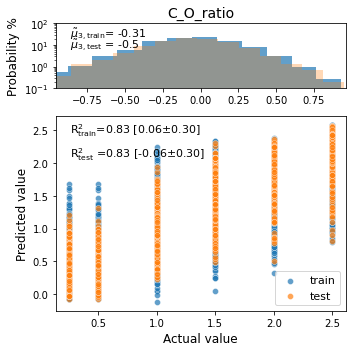 C_O_ratio
Probability %
10² 10¹ 10⁰ 10⁻¹
μ̃₃,train= -0.31
μ̃₃,test = -0.5
−0.75 −0.50 −0.25 0.00 0.25 0.50 0.75
R²train=0.83 [0.06±0.30]
R²test =0.83 [-0.06±0.30]
Predicted value
2.5
2.0
1.5
1.0
0.5
0.0
train
test
0.5 1.0 1.5 2.0 2.5
Actual value